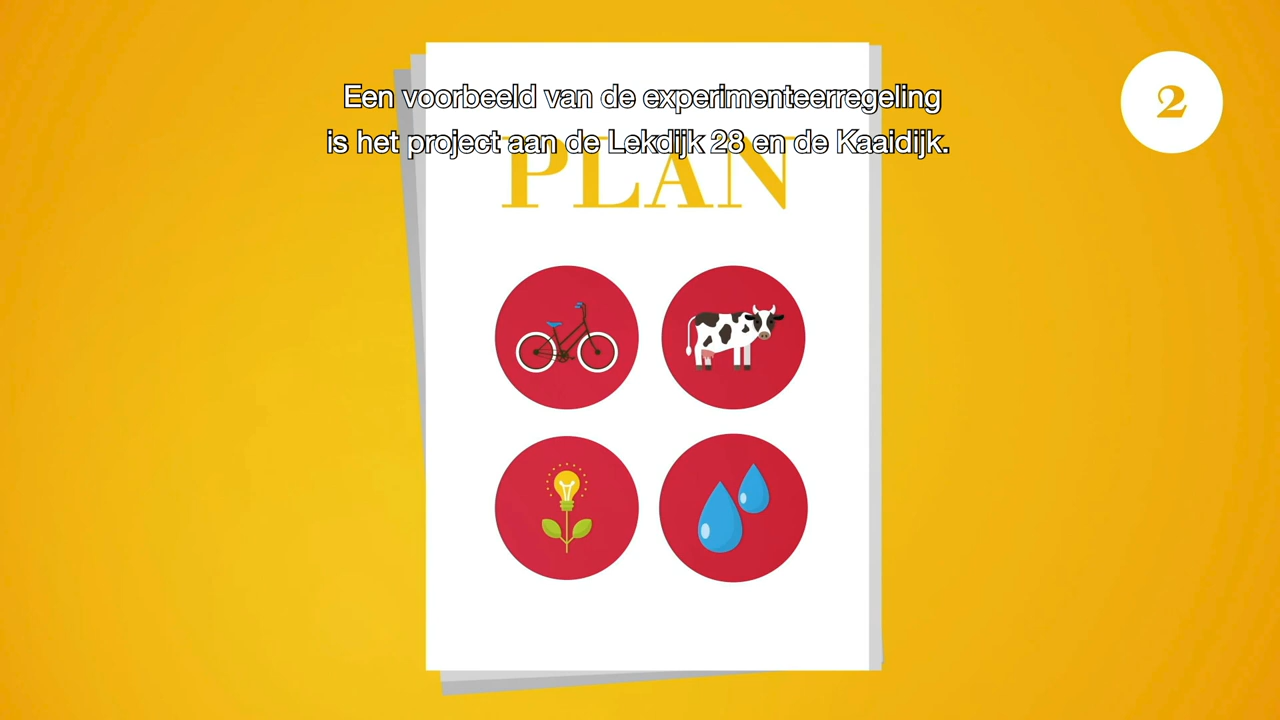 Een voorbeeld van de experimenteerregeling
is het project aan de Lekdijk 28 en de Kaaidijk.
PLAN
2